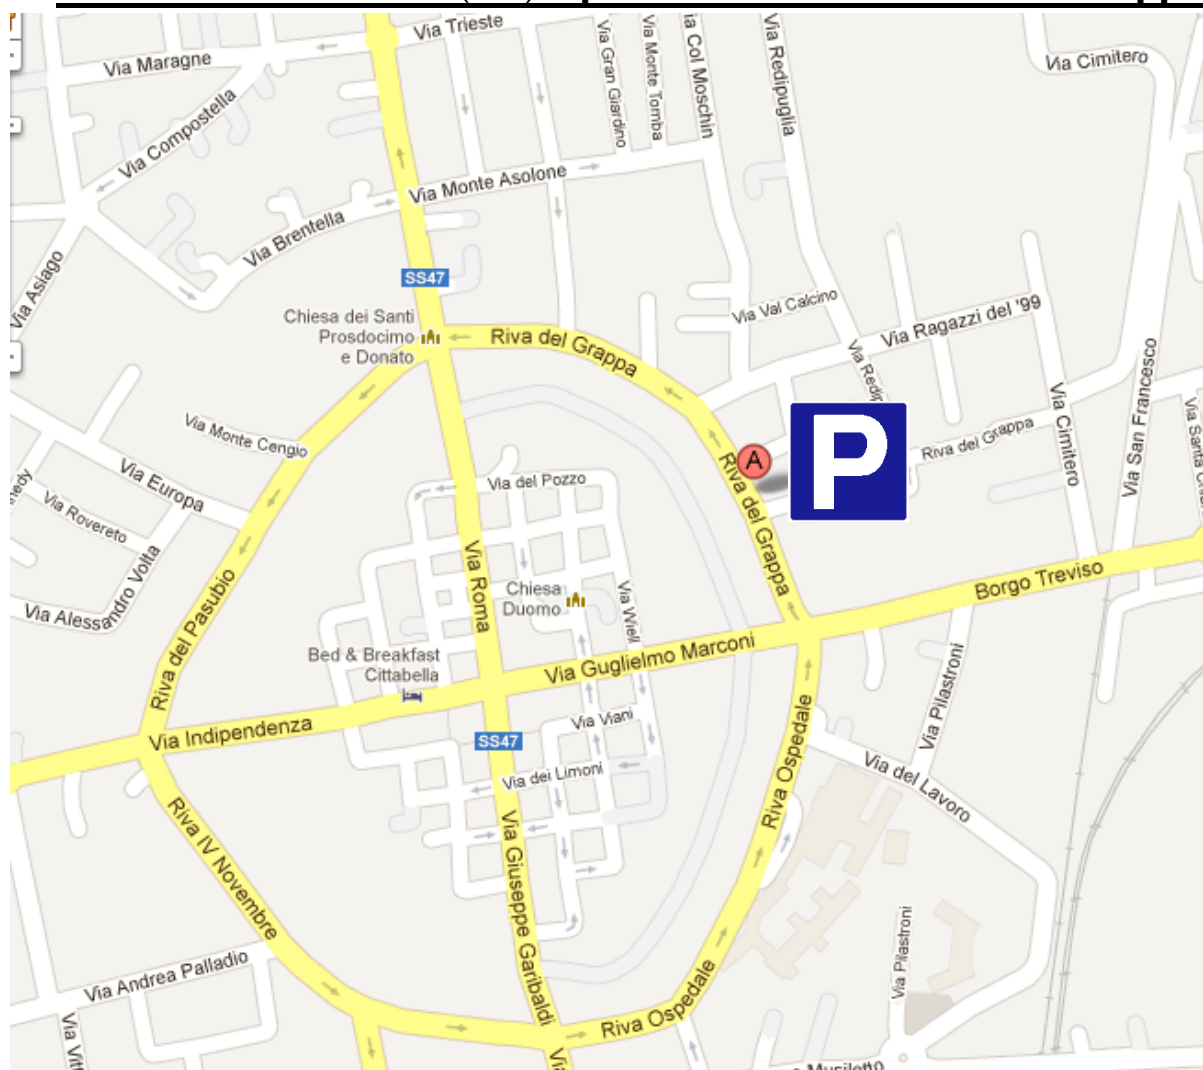 Via Trieste
Via Maragne
Via Compostella
Via Gran Giardino
Via Monte Tomba
Via Col Moschin
Via Redipuglia
Via Cimitero
Via Monte Asolone
Via Brentella
Via Asiago
SS47
Via Val Calcino
Via Ragazzi del '99
Chiesa dei Santi
Prosdocimo
e Donato
Riva del Grappa
Via San Francesco
Via Cimitero
Via Monte Cengio
Riva del Grappa
A
P
Via Europa
Via del Pozzo
Riva del Grappa
Via Rovereto
Via Alessandro Volta
Via Roma
Chiesa
Duomo
Via Wiell
Borgo Treviso
Riva del Pasubio
Bed & Breakfast
Cittabella
Via Guglielmo Marconi
Via Pilastroni
Via Indipendenza
Via Viani
SS47
Via dei Limoni
Riva Ospedale
Via del Lavoro
Riva IV Novembre
Via Giuseppe Garibaldi
Via Pilastroni
Via Andrea Palladio
Riva Ospedale